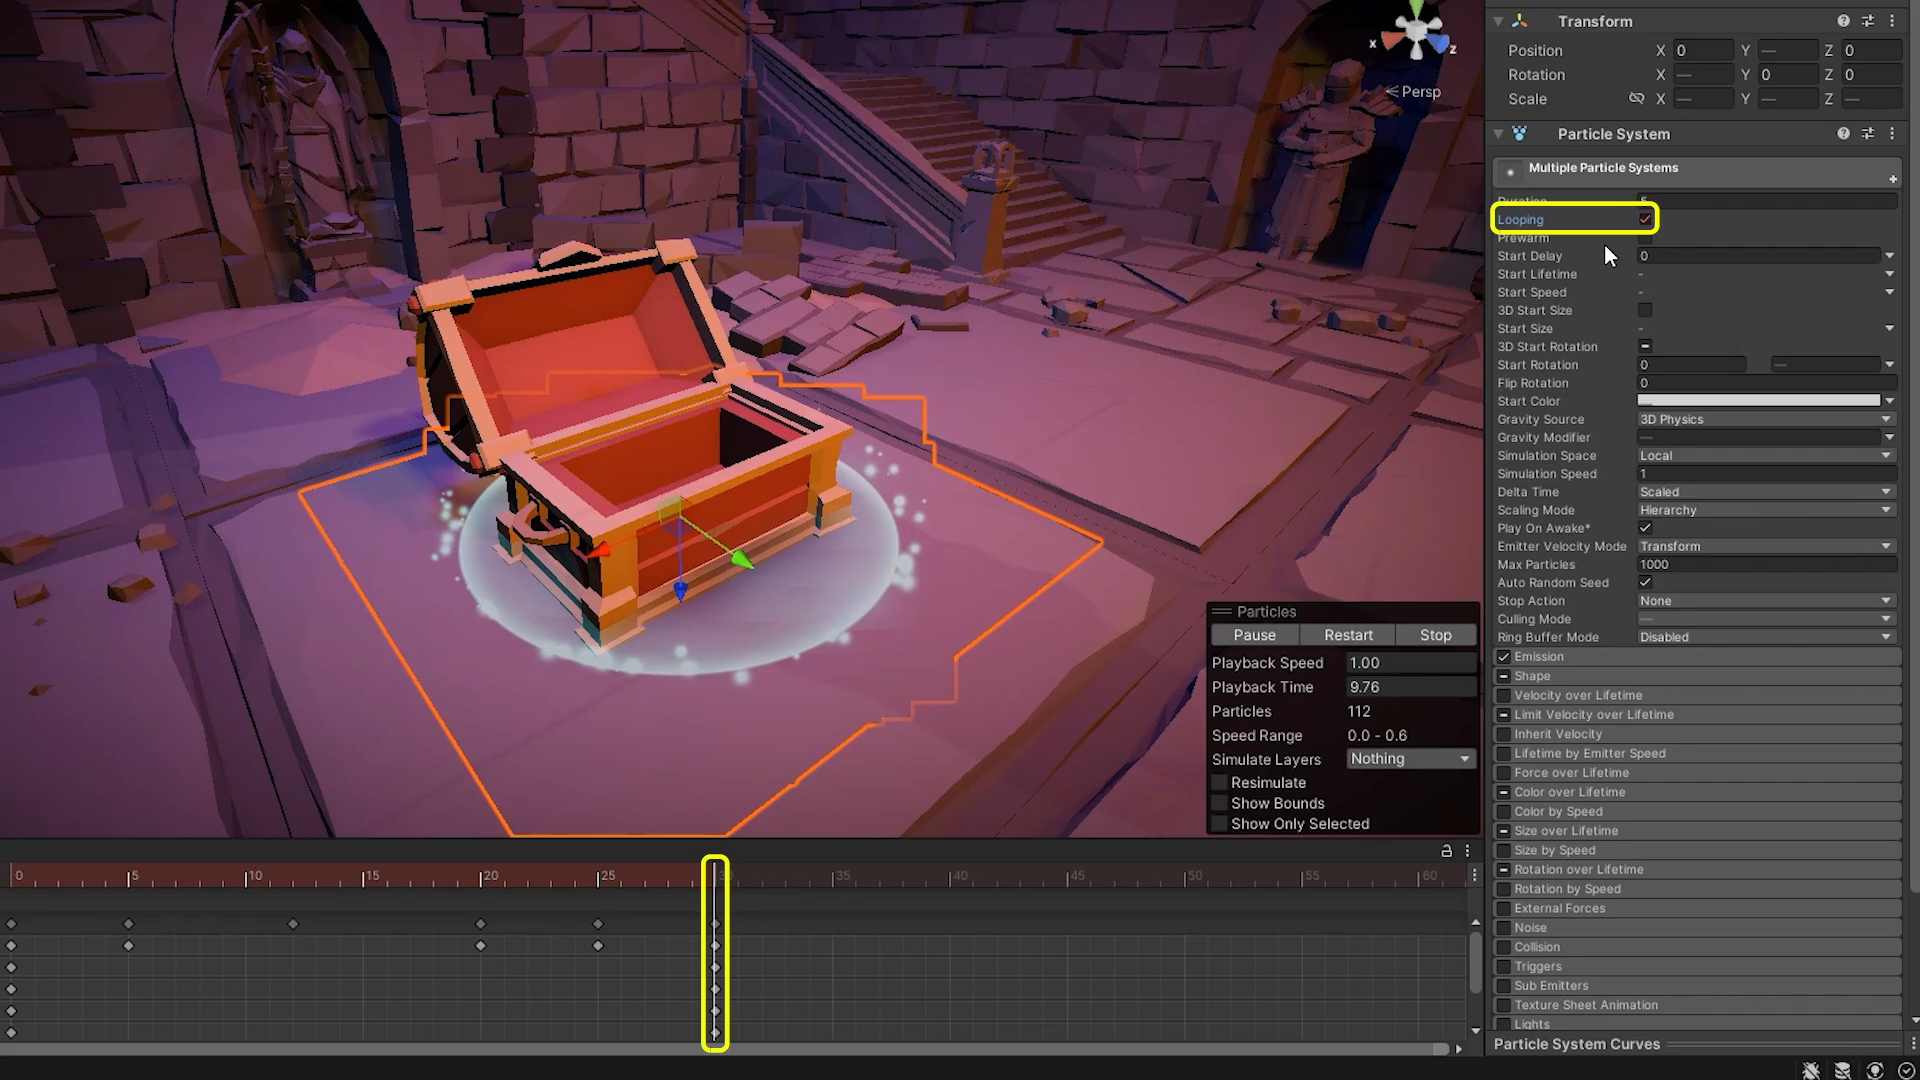 x
z
< Persp
Particles
Pause Restart Stop
Playback Speed 1.00
Playback Time 9.76
Particles 112
Speed Range 0.0 - 0.6
Simulate Layers Nothing
Resimulate
Show Bounds
Show Only Selected
Transform
Position X 0 Y — Z 0
Rotation X — Y 0 Z 0
Scale X — Y — Z —
Particle System
Multiple Particle Systems
+
Duration 5
Looping
Prewarm
Start Delay 0
Start Lifetime -
Start Speed -
3D Start Size
Start Size -
3D Start Rotation
Start Rotation 0 —
Flip Rotation 0
Start Color
Gravity Source 3D Physics
Gravity Modifier —
Simulation Space Local
Simulation Speed 1
Delta Time Scaled
Scaling Mode Hierarchy
Play On Awake*
Emitter Velocity Mode Transform
Max Particles 1000
Auto Random Seed
Stop Action None
Culling Mode —
Ring Buffer Mode Disabled
Emission
Shape
Velocity over Lifetime
Limit Velocity over Lifetime
Inherit Velocity
Lifetime by Emitter Speed
Force over Lifetime
Color over Lifetime
Color by Speed
Size over Lifetime
Size by Speed
Rotation over Lifetime
Rotation by Speed
External Forces
Noise
Collision
Triggers
Sub Emitters
Texture Sheet Animation
Lights
Particle System Curves
0 5 10 15 20 25 30 35 40 45 50 55 60